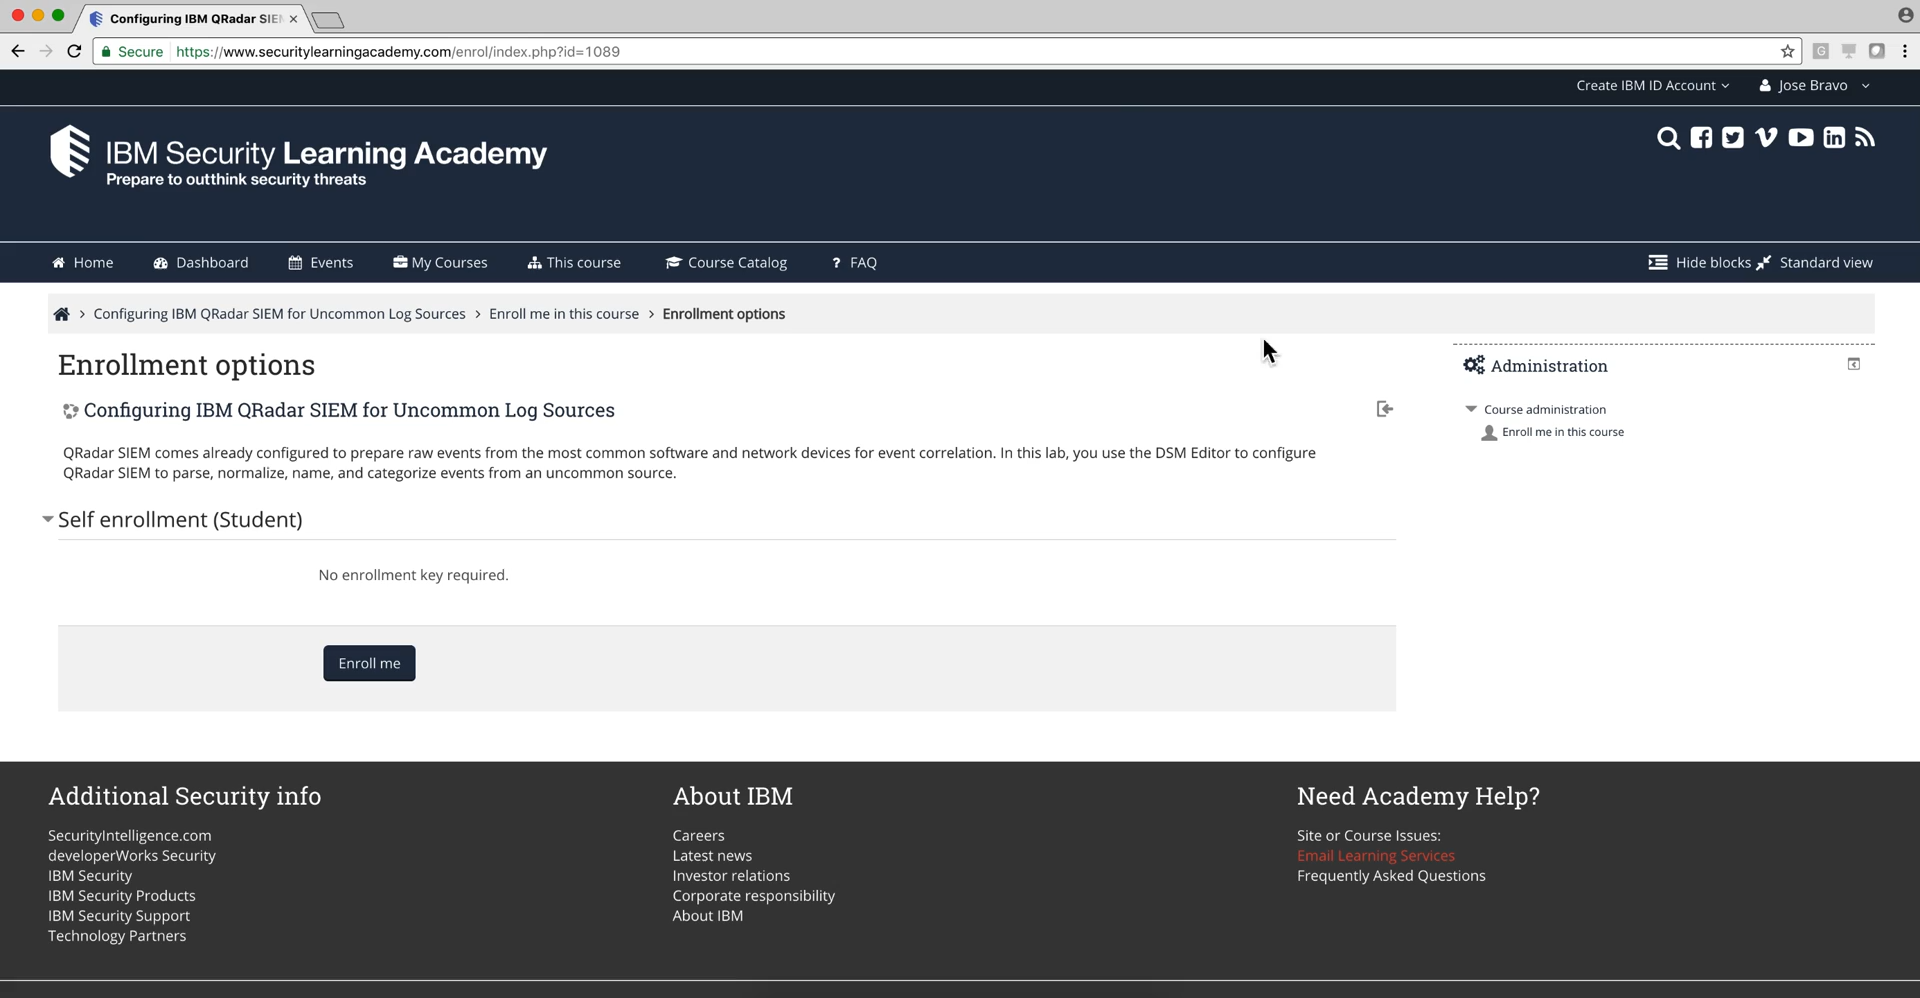 Configuring IBM QRadar SIE
Secure https://www.securitylearningacademy.com/enrol/index.php?id=1089
Create IBM ID Account
Jose Bravo
IBM Security Learning Academy
Prepare to outthink security threats
Home Dashboard Events My Courses This course Course Catalog ? FAQ Hide blocks Standard view
Configuring IBM QRadar SIEM for Uncommon Log Sources > Enroll me in this course > Enrollment options
Enrollment options
Configuring IBM QRadar SIEM for Uncommon Log Sources
QRadar SIEM comes already configured to prepare raw events from the most common software and network devices for event correlation. In this lab, you use the DSM Editor to configure
QRadar SIEM to parse, normalize, name, and categorize events from an uncommon source.
Self enrollment (Student)
No enrollment key required.
Enroll me
Administration
Course administration
Enroll me in this course
Additional Security info
SecurityIntelligence.com
developerWorks Security
IBM Security
IBM Security Products
IBM Security Support
Technology Partners
About IBM
Careers
Latest news
Investor relations
Corporate responsibility
About IBM
Need Academy Help?
Site or Course Issues:
Email Learning Services
Frequently Asked Questions